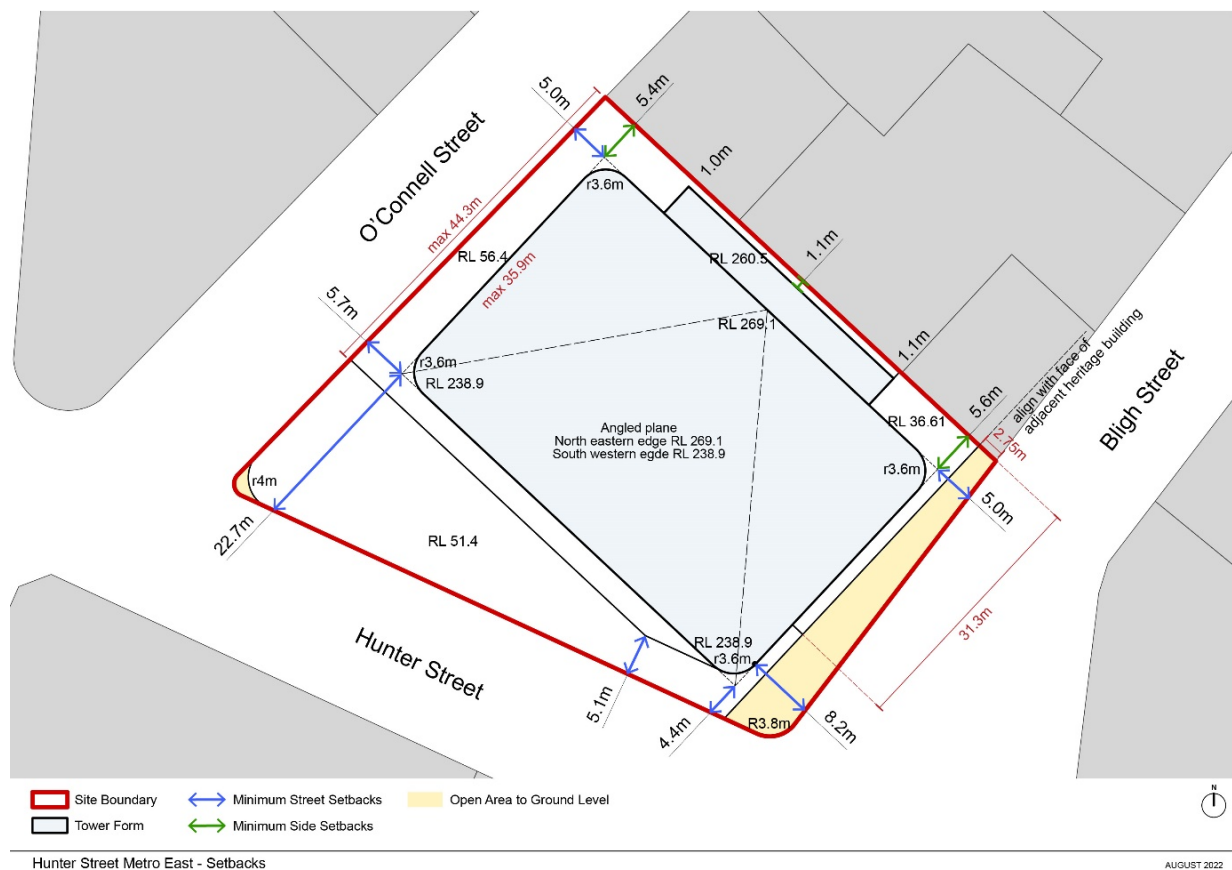 5.0m
5.4m
O'Connell Street
max 44.3m
r3.6m
1.0m
RL 56.4
max 35.9m
RL 260.5
1.1m
5.7m
RL 269.1
r3.6m
RL 238.9
1.1m
align with face of
adjacent heritage building
Bligh Street
Angled plane
North eastern edge RL 269.1
South western egde RL 238.9
RL 36.61
5.6m
2.75m
r3.6m
r4m
5.0m
22.7m
RL 51.4
31.3m
Hunter Street
RL 238.9
r3.6m
5.1m
4.4m
R3.8m
8.2m
Site Boundary
Minimum Street Setbacks
Open Area to Ground Level
Tower Form
Minimum Side Setbacks
N
Hunter Street Metro East - Setbacks
AUGUST 2022